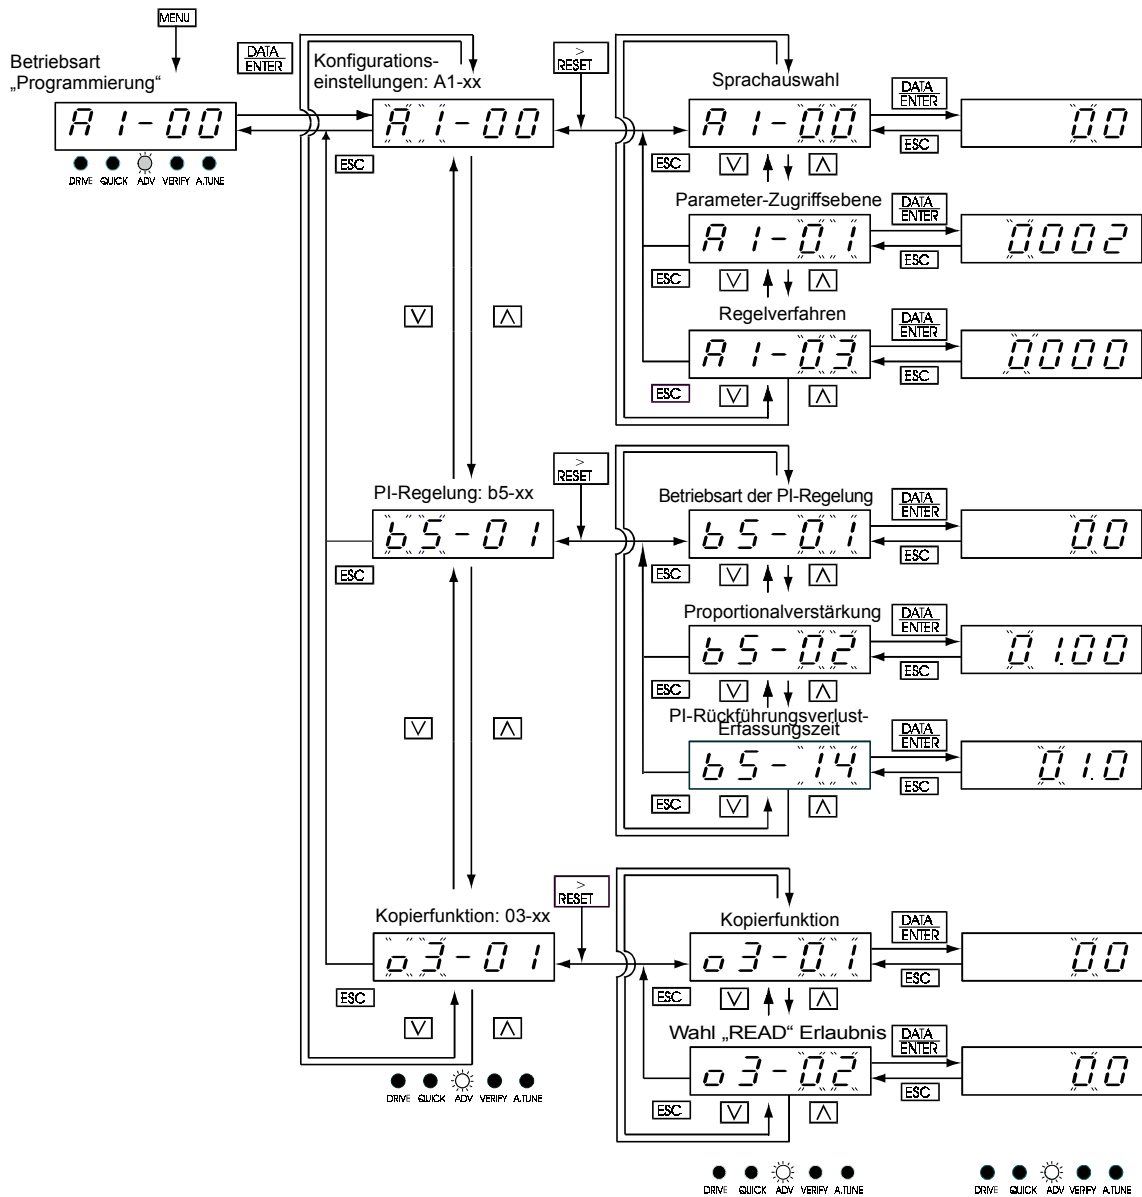 MENU
Betriebsart
„Programmierung“
A1-00
DRIVE QUICK ADV VERIFY A.TUNE
DATA
ENTER
Konfigurations-
einstellungen: A1-xx
A1-00
ESC
>
RESET
Sprachauswahl
A1-00
DATA
ENTER
00
ESC
ESC
Parameter-Zugriffsebene
A1-01
DATA
ENTER
0002
ESC
ESC
Regelverfahren
A1-03
DATA
ENTER
0000
ESC
ESC
PI-Regelung: b5-xx
b5-01
ESC
>
RESET
Betriebsart der PI-Regelung
b5-01
DATA
ENTER
00
ESC
ESC
Proportionalverstärkung
b5-02
DATA
ENTER
01.00
ESC
ESC
PI-Rückführungsverlust-
Erfassungszeit
b5-14
DATA
ENTER
01.0
ESC
ESC
Kopierfunktion: 03-xx
o3-01
ESC
DRIVE QUICK ADV VERIFY A.TUNE
>
RESET
Kopierfunktion
o3-01
DATA
ENTER
00
ESC
ESC
Wahl „READ“ Erlaubnis
o3-02
DATA
ENTER
00
ESC
ESC
DRIVE QUICK ADV VERIFY A.TUNE
DRIVE QUICK ADV VERIFY A.TUNE